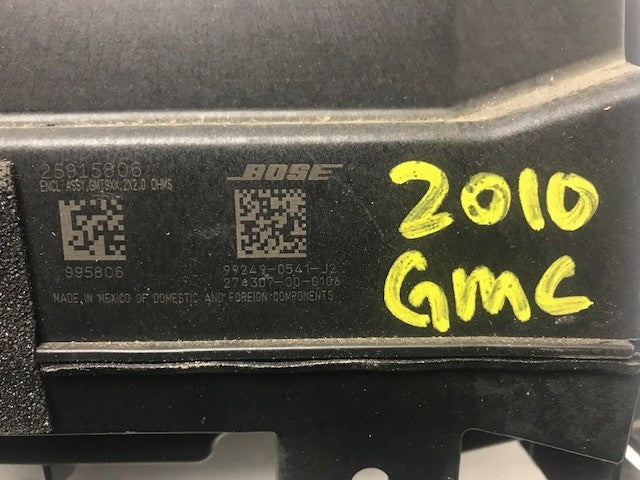 25915806
ENCL ASSY,GMT9XX,2X2.0 OHMS
995806
BOSE
99249-0541-J2
274307-00-0106
MADE IN MEXICO OF DOMESTIC AND FOREIGN COMPONENTS
2010
GMC